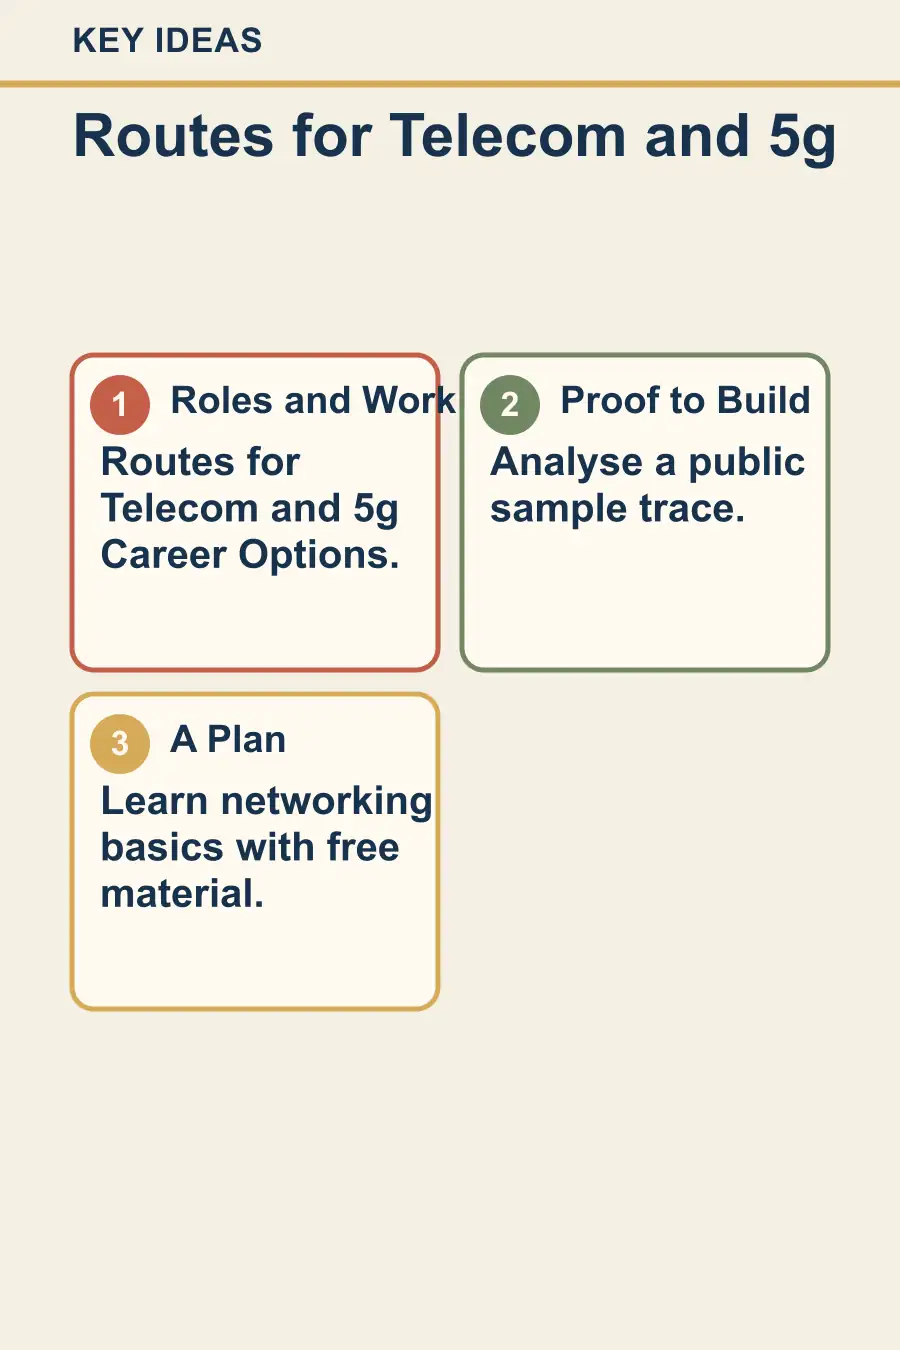 KEY IDEAS
Routes for Telecom and 5g
1
Roles and Work
Routes for
Telecom and 5g
Career Options.
2
Proof to Build
Analyse a public
sample trace.
3
A Plan
Learn networking
basics with free
material.